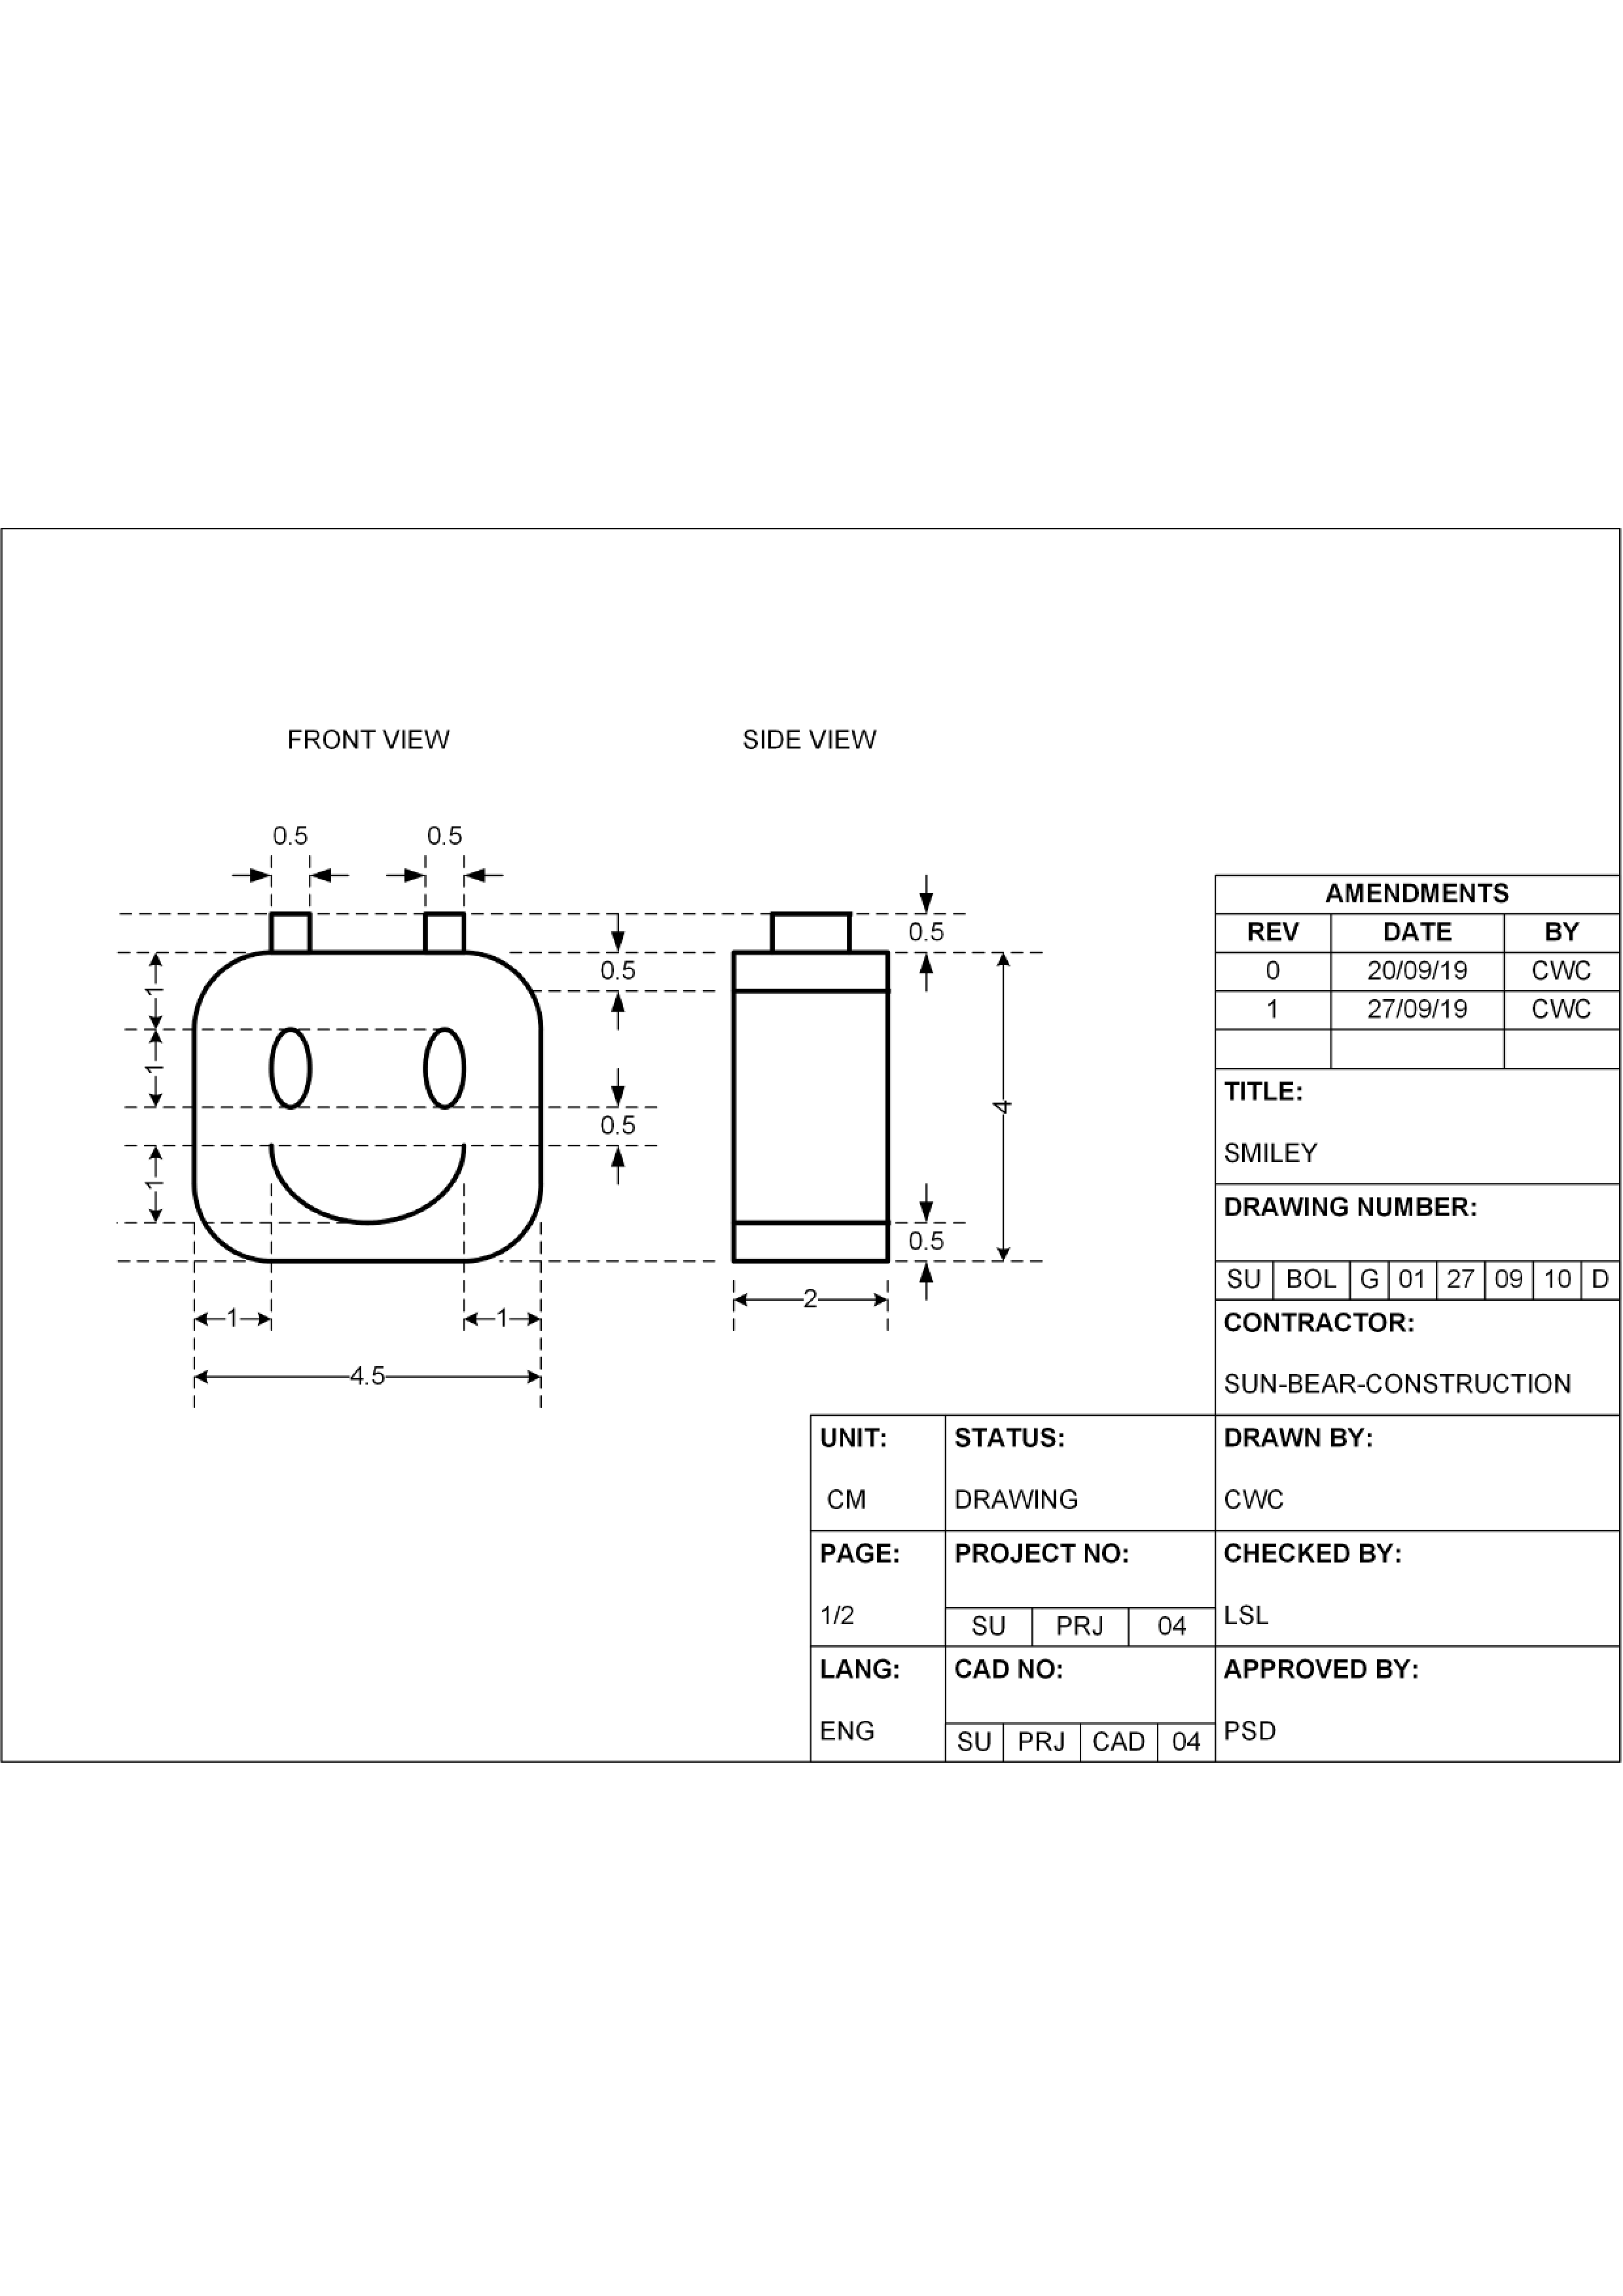 FRONT VIEW
SIDE VIEW
0.5
0.5
0.5
0.5
1
1
0.5
1
4
0.5
2
1
1
4.5
AMENDMENTS
REV DATE BY
0 20/09/19 CWC
1 27/09/19 CWC
TITLE:
SMILEY
DRAWING NUMBER:
SU BOL G 01 27 09 10 D
CONTRACTOR:
SUN-BEAR-CONSTRUCTION
UNIT: STATUS: DRAWN BY:
CM DRAWING CWC
PAGE: PROJECT NO: CHECKED BY:
1/2 SU PRJ 04 LSL
LANG: CAD NO: APPROVED BY:
ENG SU PRJ CAD 04 PSD